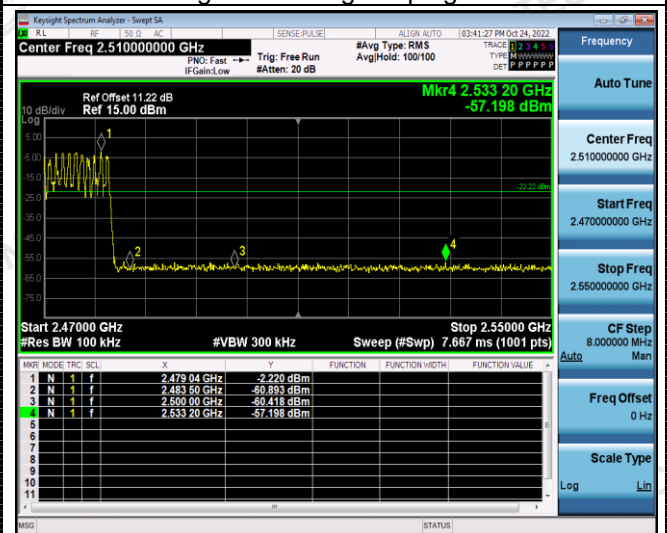 Keysight Spectrum Analyzer - Swept SA
RL RF 50 Ω AC SENSE:PULSE ALIGN AUTO 03:41:27 PM Oct 24, 2022
Center Freq 2.510000000 GHz
PNO: Fast
IFGain:Low
Trig: Free Run
#Atten: 20 dB
#Avg Type: RMS
Avg|Hold: 100/100
TRACE 1 2 3 4 5 6
TYPE M WWWWW
DET P P P P P P
Frequency
Auto Tune
Center Freq
2.510000000 GHz
Start Freq
2.470000000 GHz
Stop Freq
2.550000000 GHz
CF Step
8.000000 MHz
Auto Man
Freq Offset
0 Hz
Scale Type
Log Lin
Mkr4 2.533 20 GHz
-57.198 dBm
Ref Offset 11.22 dB
10 dB/div Ref 15.00 dBm
Log
5.00
-5.00
-15.0
-25.0
-35.0
-45.0
-55.0
-65.0
-75.0
1
2
3
4
-22.22 dBm
Start 2.47000 GHz Stop 2.55000 GHz
#Res BW 100 kHz #VBW 300 kHz Sweep (#Swp) 7.667 ms (1001 pts)
MKR MODE TRC SCL X Y FUNCTION FUNCTION WIDTH FUNCTION VALUE
1 N 1 f 2.479 04 GHz -2.220 dBm
2 N 1 f 2.483 50 GHz -60.893 dBm
3 N 1 f 2.500 00 GHz -60.418 dBm
4 N 1 f 2.533 20 GHz -57.198 dBm
5
6
7
8
9
10
11
MSG STATUS